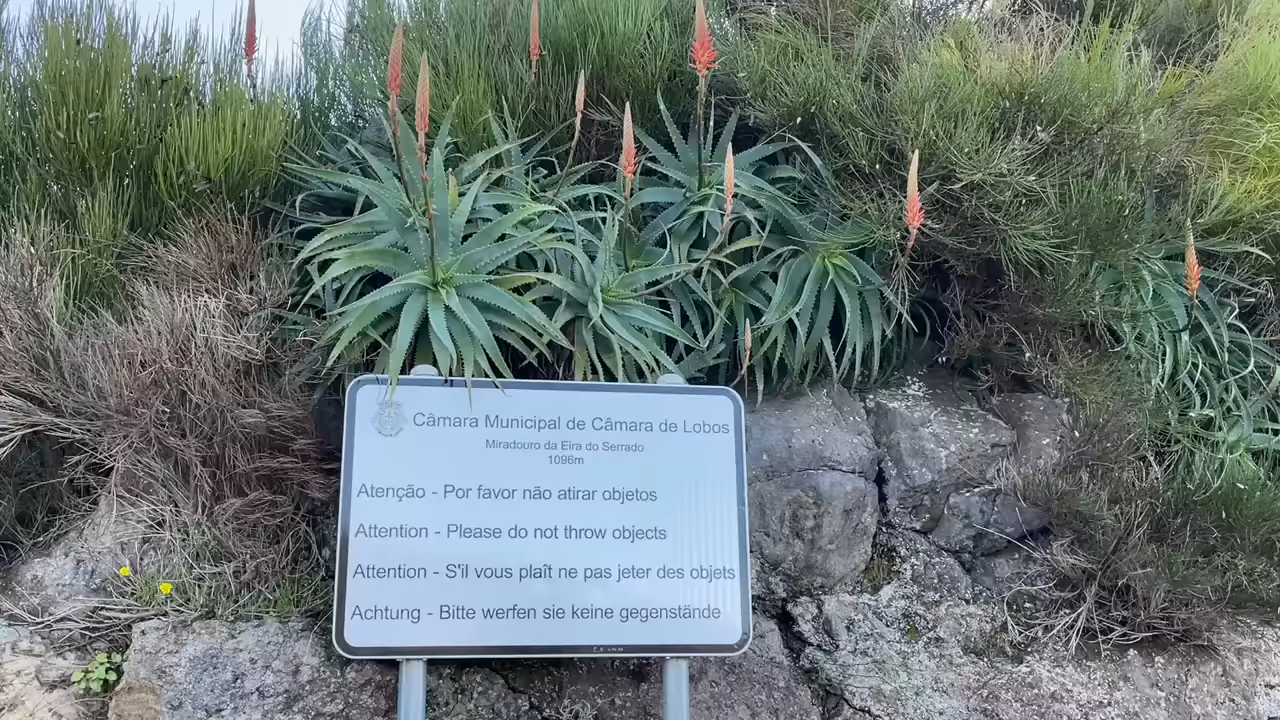 Câmara Municipal de Câmara de Lobos
Miradouro da Eira do Serrado
1096m
Atenção - Por favor não atirar objetos
Attention - Please do not throw objects
Attention - S'il vous plaît ne pas jeter des objets
Achtung - Bitte werfen sie keine gegenstände